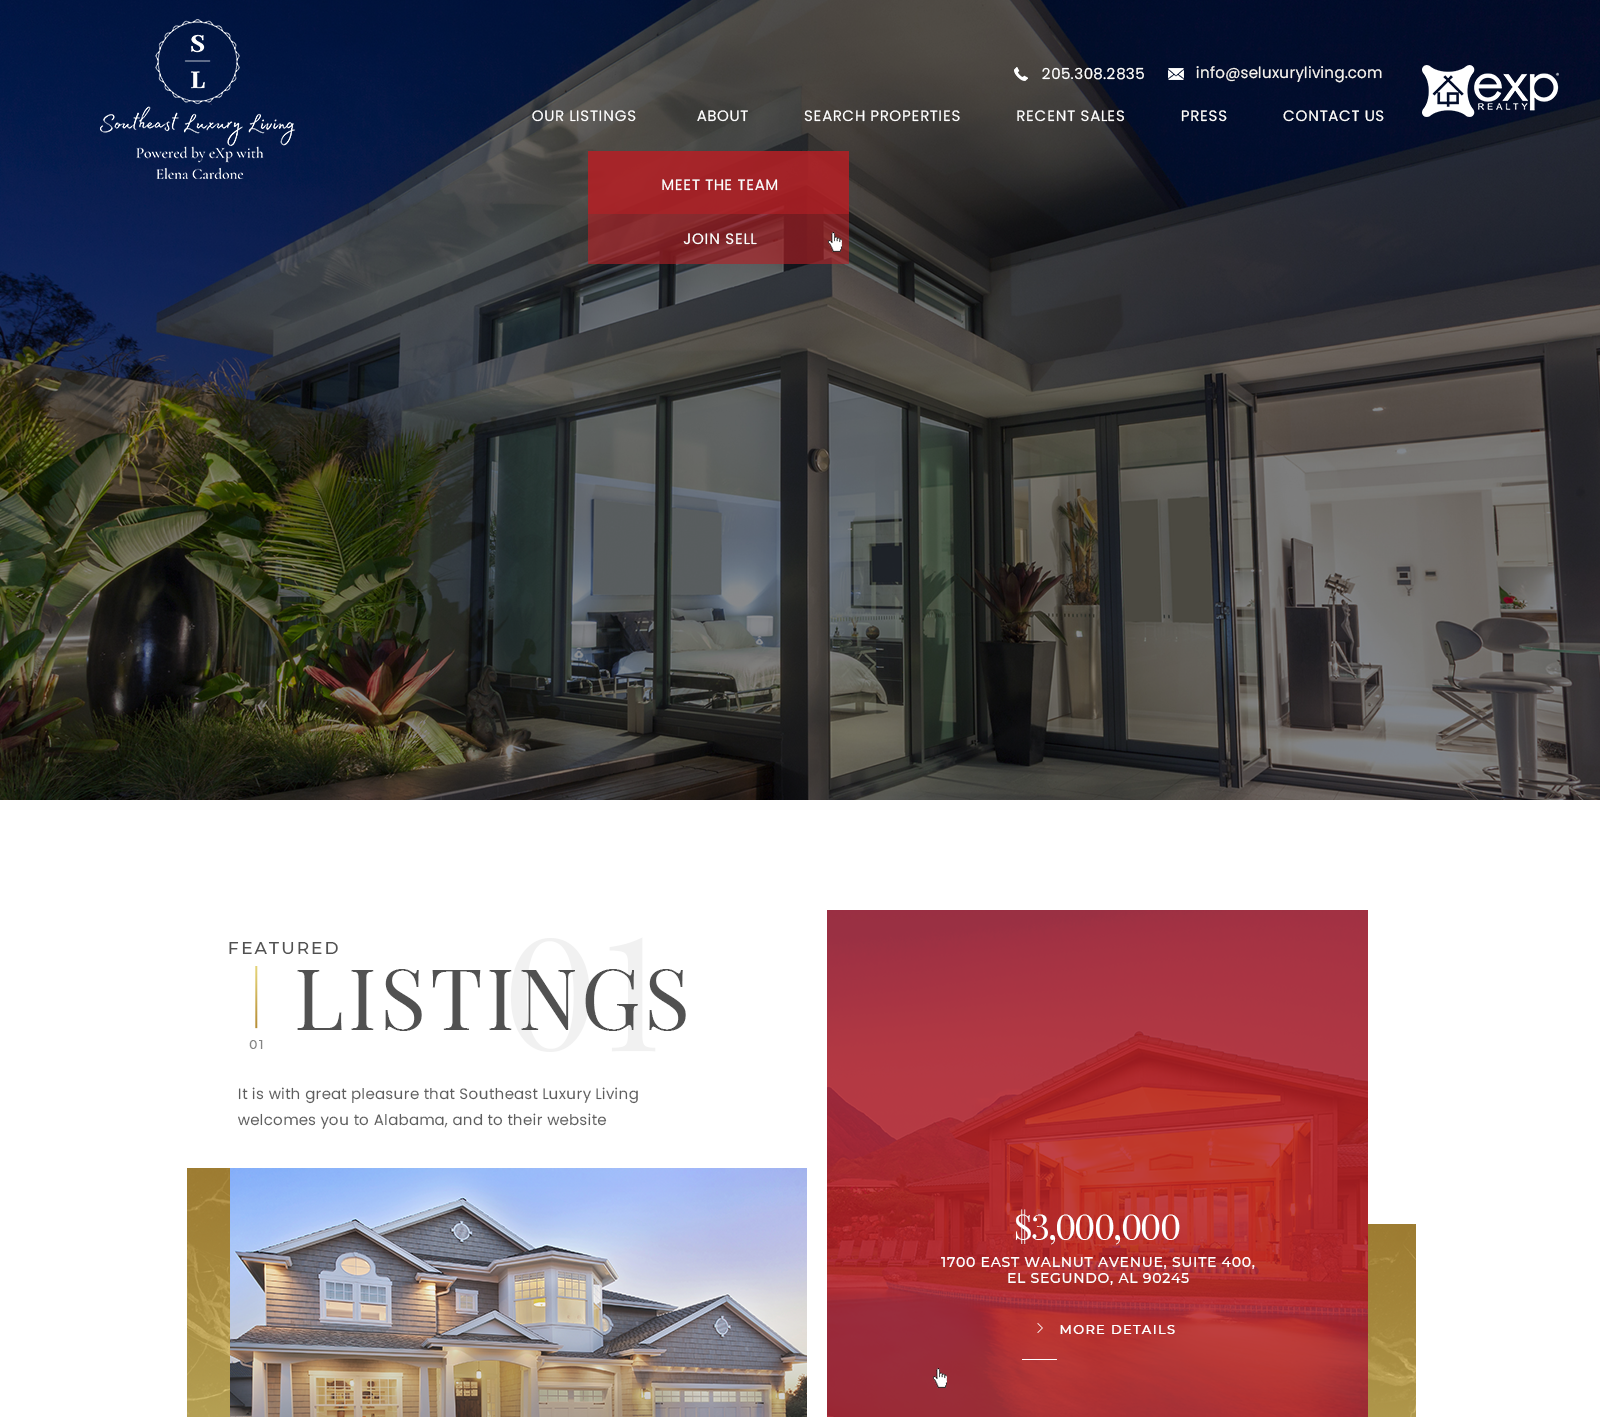 S
L
Southeast Luxury Living
Powered by eXp with
Elena Cardone
205.308.2835
info@seluxuryliving.com
exp
REALTY
OUR LISTINGS
ABOUT
SEARCH PROPERTIES
RECENT SALES
PRESS
CONTACT US
MEET THE TEAM
JOIN SELL
FEATURED
01
LISTINGS
01
It is with great pleasure that Southeast Luxury Living
welcomes you to Alabama, and to their website
$3,000,000
1700 EAST WALNUT AVENUE, SUITE 400,
EL SEGUNDO, AL 90245
MORE DETAILS